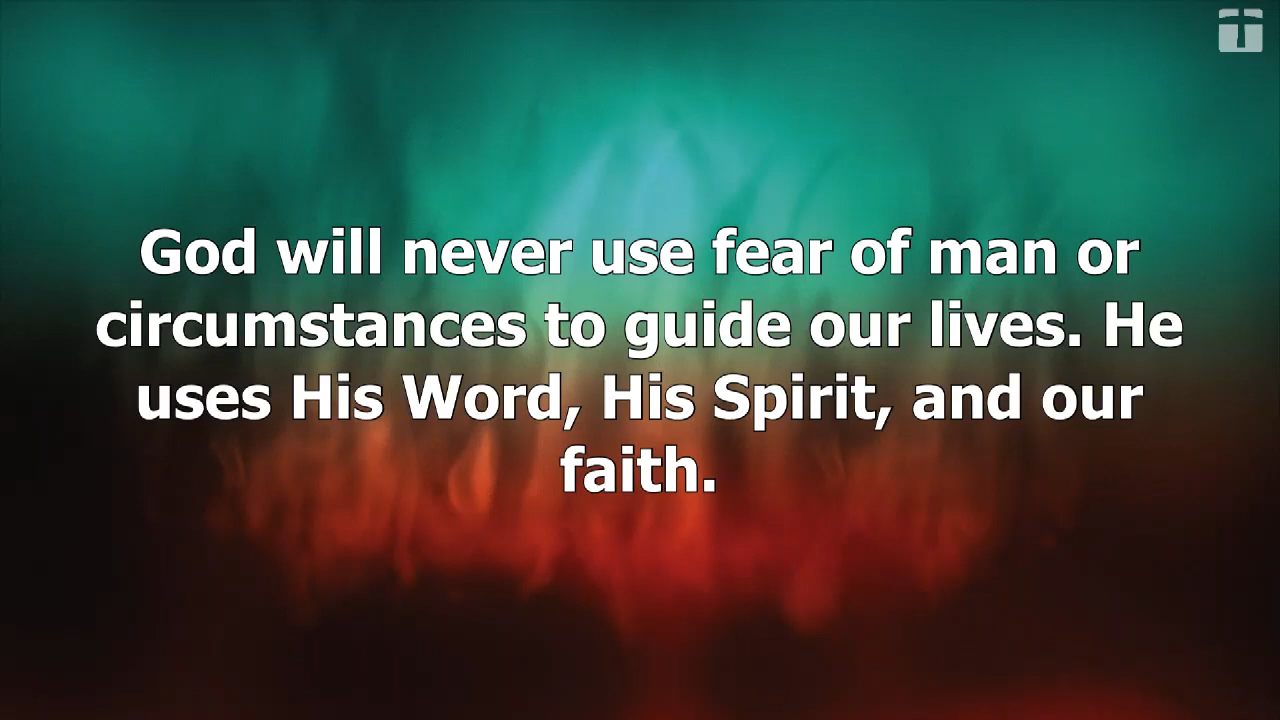 God will never use fear of man or
circumstances to guide our lives. He
uses His Word, His Spirit, and our
faith.